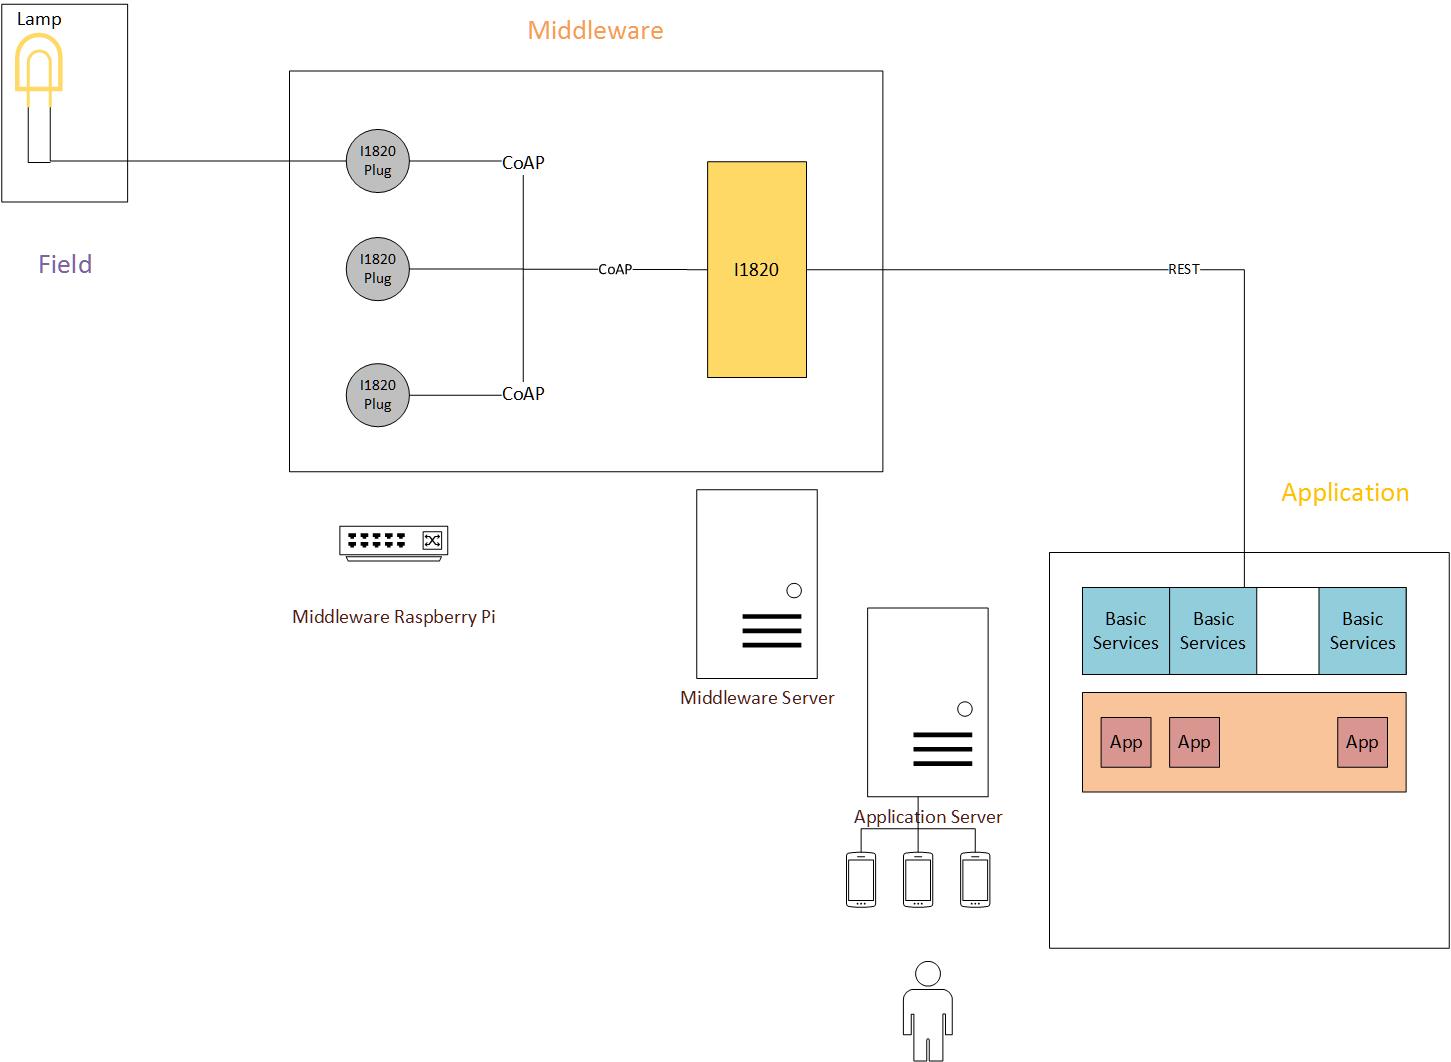 Lamp
Middleware
I1820
Plug
CoAP
I1820
Plug
CoAP
I1820
REST
Field
I1820
Plug
CoAP
Application
Middleware Raspberry Pi
Middleware Server
Application Server
Basic
Services
Basic
Services
Basic
Services
App
App
App